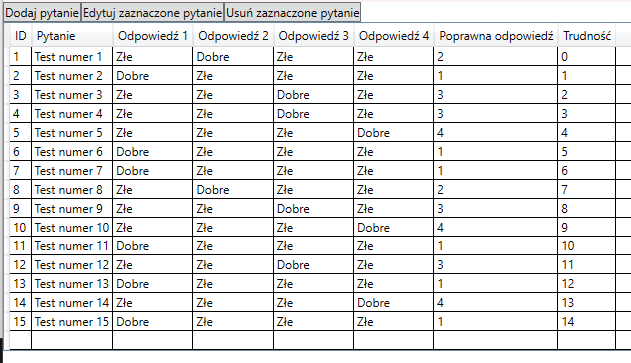 Dodaj pytanie Edytuj zaznaczone pytanie Usuń zaznaczone pytanie
ID Pytanie Odpowiedź 1 Odpowiedź 2 Odpowiedź 3 Odpowiedź 4 Poprawna odpowiedź Trudność
1 Test numer 1 Złe Dobre Złe Złe 2 0
2 Test numer 2 Dobre Złe Złe Złe 1 1
3 Test numer 3 Złe Złe Dobre Złe 3 2
4 Test numer 4 Złe Złe Dobre Złe 3 3
5 Test numer 5 Złe Złe Złe Dobre 4 4
6 Test numer 6 Dobre Złe Złe Złe 1 5
7 Test numer 7 Dobre Złe Złe Złe 1 6
8 Test numer 8 Złe Dobre Złe Złe 2 7
9 Test numer 9 Złe Złe Dobre Złe 3 8
10 Test numer 10 Złe Złe Złe Dobre 4 9
11 Test numer 11 Dobre Złe Złe Złe 1 10
12 Test numer 12 Złe Złe Dobre Złe 3 11
13 Test numer 13 Dobre Złe Złe Złe 1 12
14 Test numer 14 Złe Złe Złe Dobre 4 13
15 Test numer 15 Dobre Złe Złe Złe 1 14